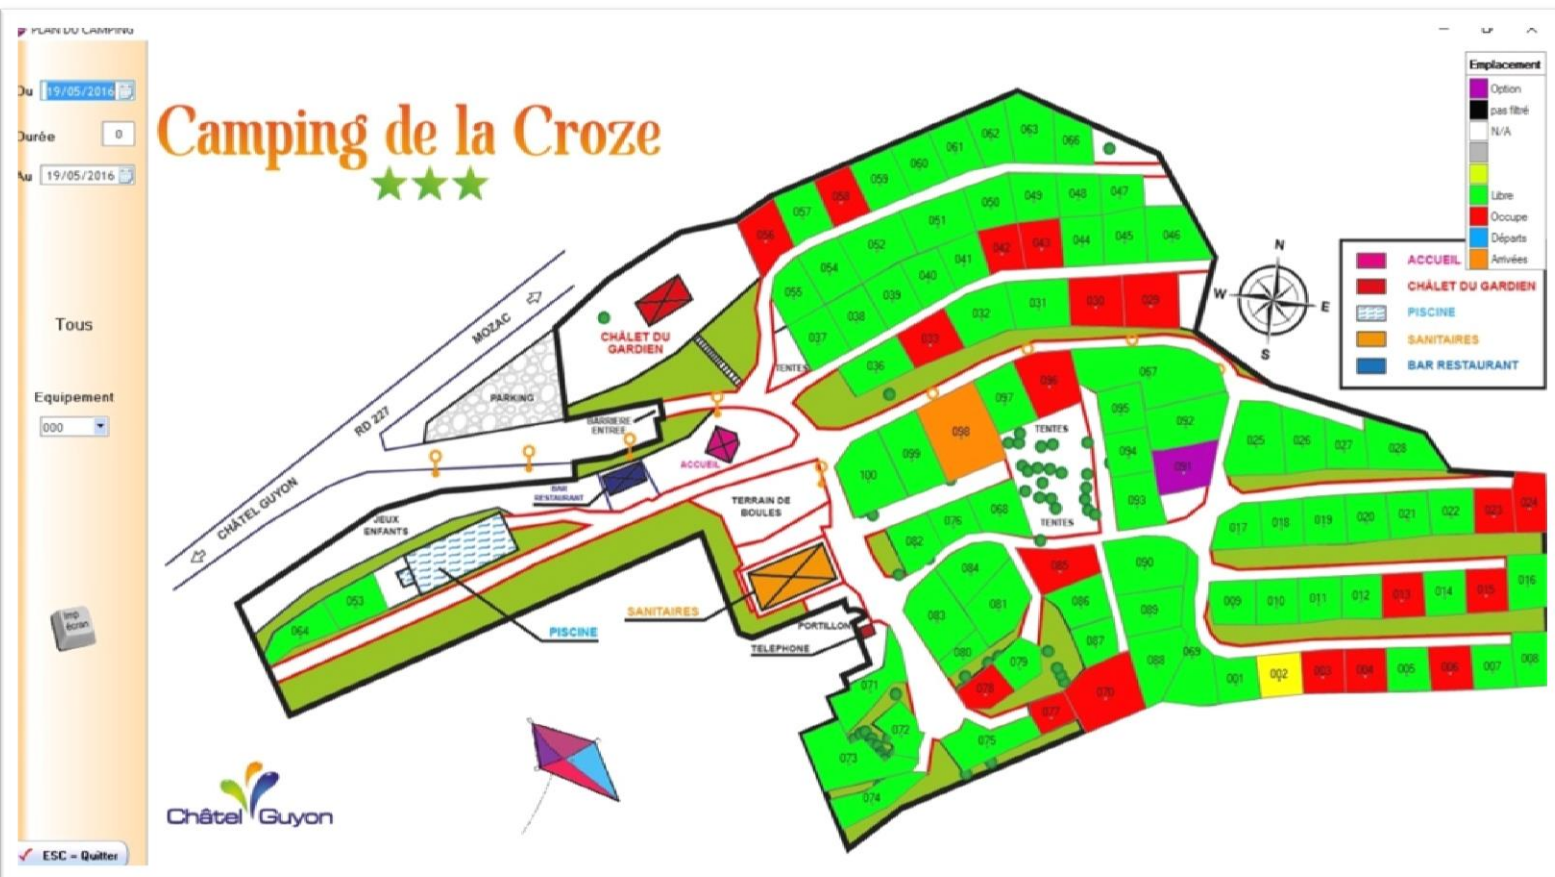 PLAN DU CAMPING
Du 19/05/2016
Durée 0
Au 19/05/2016
Tous
Equipement
000
Imp
écran
ESC = Quitter
Camping de la Croze
Emplacement
Option
pas filtré
N/A
Libre
Occupe
Départs
Arrivées
ACCUEIL
CHÂLET DU GARDIEN
PISCINE
SANITAIRES
BAR RESTAURANT
N
W
E
S
MOZAC
RD 227
CHÂTEL GUYON
PARKING
CHÂLET DU
GARDIEN
BARRIERE
ENTREE
ACCUEIL
BAR
RESTAURANT
JEUX
ENFANTS
TERRAIN DE
BOULES
PISCINE
SANITAIRES
PORTILLON
TELEPHONE
TENTES
TENTES
TENTES
056 057 058 059 060 061 062 063 066
055 054 052 051 050 049 048 047
037 038 039 040 041 042 043 044 045 046
036 033 032 031 030 029
100 099 098 097 096 067
095 092
094 091
093
025 026 027 028
082 076 068
017 018 019 020 021 022 023 024
084 085 090
083 081 086 089
009 010 011 012 013 014 015 016
080 079 087 088 069
001 002 003 004 005 006 007 008
078 077 070
071
072 075
073
074
053
064
Châtel Guyon